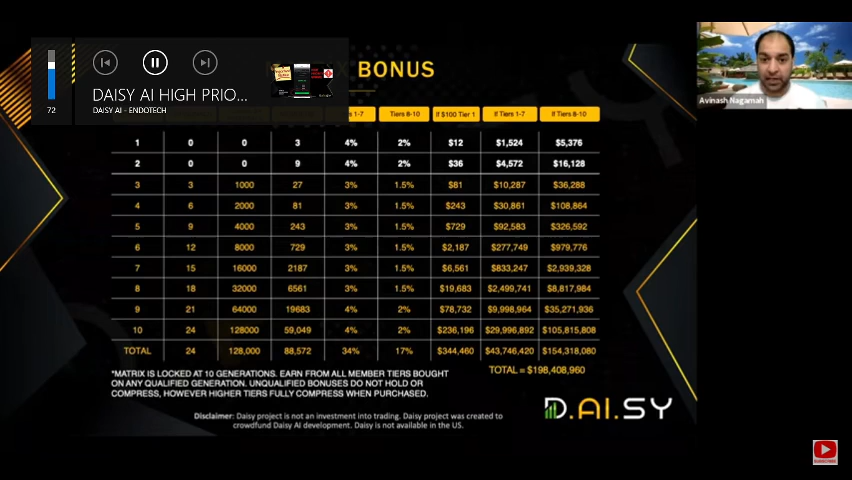 72
DAISY AI HIGH PRIO...
DAISY AI - ENDOTECH
BONUS
Avinash Nagamah
1-7 Tiers 8-10 If $100 Tier 1 If Tiers 1-7 If Tiers 8-10
1 0 0 3 4% 2% $12 $1,524 $5,376
2 0 0 9 4% 2% $36 $4,572 $16,128
3 3 1000 27 3% 1.5% $81 $10,287 $36,288
4 6 2000 81 3% 1.5% $243 $30,861 $108,864
5 9 4000 243 3% 1.5% $729 $92,583 $326,592
6 12 8000 729 3% 1.5% $2,187 $277,749 $979,776
7 15 16000 2187 3% 1.5% $6,561 $833,247 $2,939,328
8 18 32000 6561 3% 1.5% $19,683 $2,499,741 $8,817,984
9 21 64000 19683 4% 2% $78,732 $9,998,964 $35,271,936
10 24 128000 59,049 4% 2% $236,196 $29,996,892 $105,815,808
TOTAL 24 128,000 88,572 34% 17% $344,460 $43,746,420 $154,318,080
TOTAL = $198,408,960
*MATRIX IS LOCKED AT 10 GENERATIONS. EARN FROM ALL MEMBER TIERS BOUGHT
ON ANY QUALIFIED GENERATION. UNQUALIFIED BONUSES DO NOT HOLD OR
COMPRESS, HOWEVER HIGHER TIERS FULLY COMPRESS WHEN PURCHASED.
D.AI.SY
Disclaimer: Daisy project is not an investment into trading. Daisy project was created to
crowdfund Daisy AI development. Daisy is not available in the US.